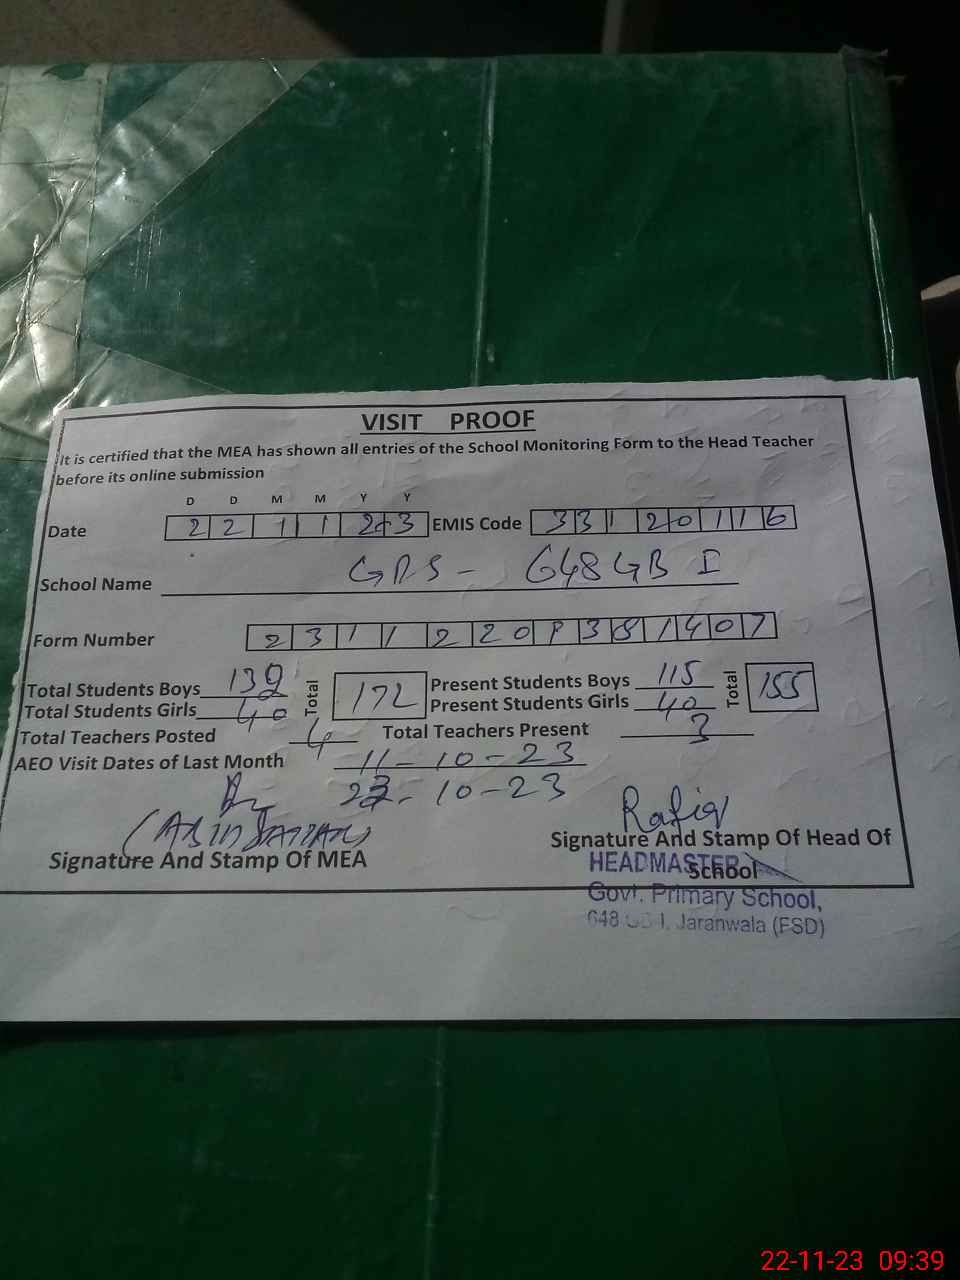 VISIT PROOF
It is certified that the MEA has shown all entries of the School Monitoring Form to the Head Teacher
before its online submission
D D M M Y Y
Date 2 2 1 1 2 3 EMIS Code 3 3 1 2 0 1 1 6
School Name GPS - 648 GB I
Form Number 2 3 1 1 2 2 0 P 3 8 1 4 0 7
Total Students Boys 132 Total 172 Present Students Boys 115 Total 155
Total Students Girls 40 Present Students Girls 40
Total Teachers Posted 4 Total Teachers Present 3
AEO Visit Dates of Last Month 11-10-23
23-10-23
Rafiq
Signature And Stamp Of MEA
Signature And Stamp Of Head Of
School
HEADMASTER
Govt. Primary School,
648 GB-I, Jaranwala (FSD)
22-11-23 09:39